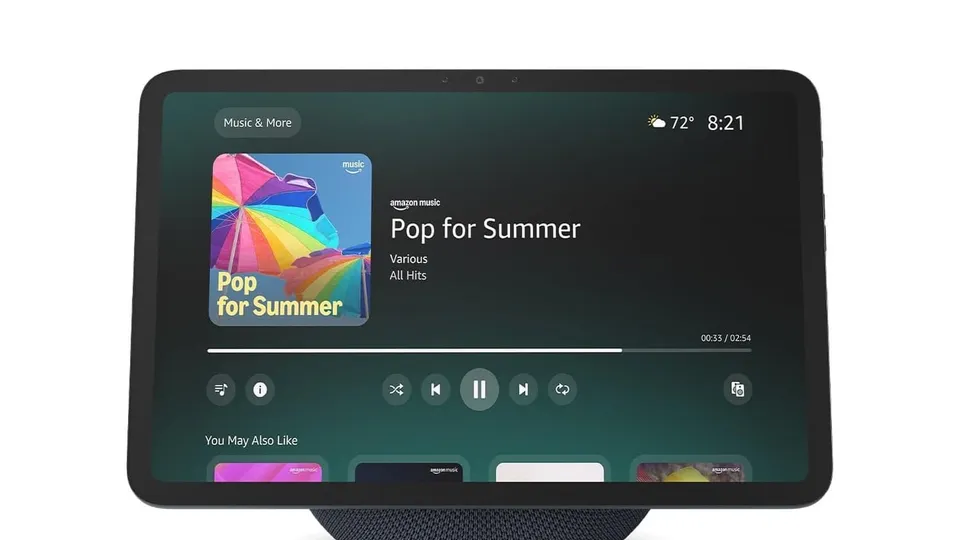 Music & More
72° 8:21
music
amazon music
Pop for Summer
Various
All Hits
Pop
for Summer
00:33 / 02:54
You May Also Like
amazon music
amazon music
amazon music